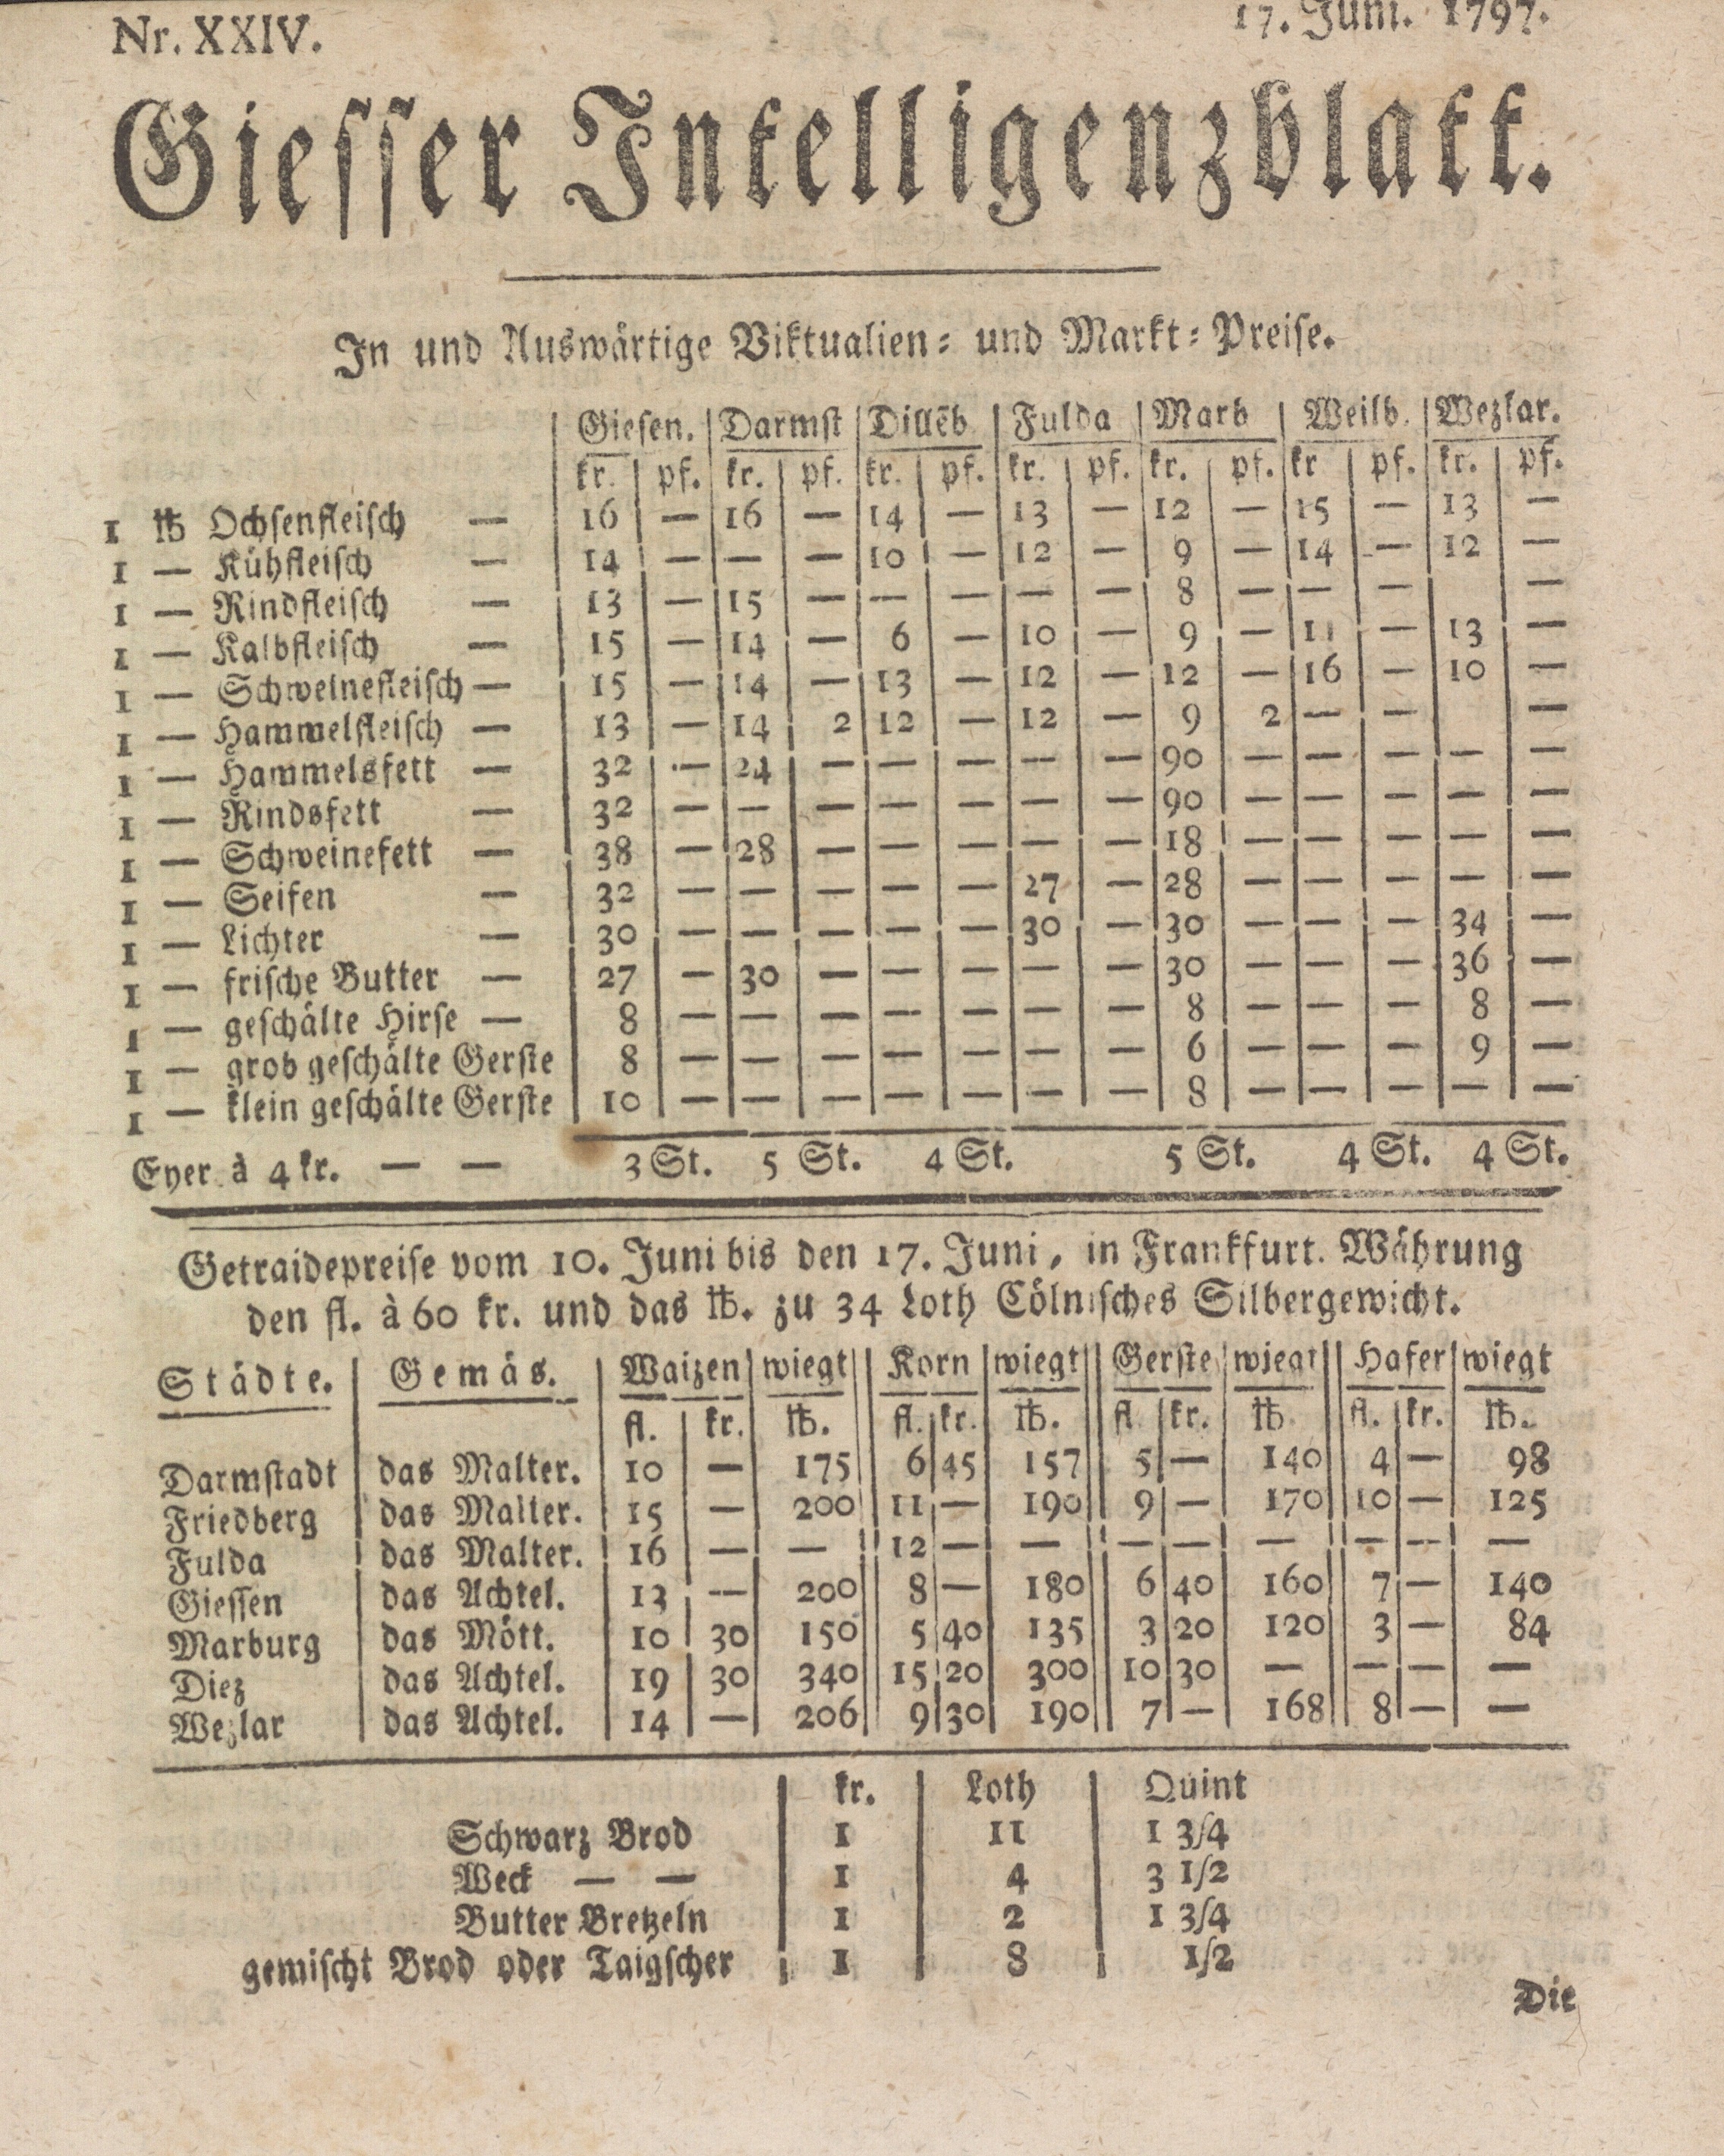 Nr. XXIV. 17. Juni. 1797.
Giesser Intelligenzblatt.
In und Auswärtige Viktualien- und Markt-Preise.
Giesen. Darmst Dillēb Fulda Marb Weilb. Wezlar.
kr. pf. kr. pf. kr. pf. kr. pf. kr. pf. kr pf. kr. pf.
1 ℔ Ochsenfleisch — 16 — 16 — 14 — 13 — 12 — 15 — 13 —
1 — Kühfleisch — 14 — — — 10 — 12 — 9 — 14 — 12 —
1 — Rindfleisch — 13 — 15 — — — — — 8 — — — —
1 — Kalbfleisch — 15 — 14 — 6 — 10 — 9 — 11 — 13 —
1 — Schweinefleisch — 15 — 14 — 13 — 12 — 12 — 16 — 10 —
1 — Hammelfleisch — 13 — 14 2 12 — 12 — 9 2 — — —
1 — Hammelsfett — 32 — 24 — — — — — 90 — — — — —
1 — Rindsfett — 32 — — — — — — — 90 — — — — —
1 — Schweinefett — 38 — 28 — — — — — 18 — — — — —
1 — Seifen — 32 — — — — — 27 — 28 — — — — —
1 — Lichter — 30 — — — — — 30 — 30 — — — 34 —
1 — frische Butter — 27 — 30 — — — — — 30 — — — 36 —
1 — geschälte Hirse — 8 — — — — — — — 8 — — — 8 —
1 — grob geschälte Gerste 8 — — — — — — — 6 — — — 9 —
1 — klein geschälte Gerste 10 — — — — — — — 8 — — — — —
Eyer à 4 kr. — — 3 St. 5 St. 4 St. 5 St. 4 St. 4 St.
Getraidepreise vom 10. Juni bis den 17. Juni, in Frankfurt. Währung
den fl. à 60 kr. und das ℔. zu 34 Loth Cölnisches Silbergewicht.
Städte. Gemäs. Waizen wiegt Korn wiegt Gerste wiegt Hafer wiegt
fl. kr. ℔. fl. kr. ℔. fl. kr. ℔. fl. kr. ℔.
Darmstadt das Malter. 10 — 175 6 45 157 5 — 140 4 — 98
Friedberg das Malter. 15 — 200 11 — 190 9 — 170 10 — 125
Fulda das Malter. 16 — — 12 — — — — — — — —
Giessen das Achtel. 13 — 200 8 — 180 6 40 160 7 — 140
Marburg das Mött. 10 30 150 5 40 135 3 20 120 3 — 84
Diez das Achtel. 19 30 340 15 20 300 10 30 — — — —
Wezlar das Achtel. 14 — 206 9 30 190 7 — 168 8 — —
kr. Loth Quint
Schwarz Brod 1 11 1 3/4
Weck — — 1 4 3 1/2
Butter Bretzeln 1 2 1 3/4
gemischt Brod oder Taigscher 1 8 1/2
Die